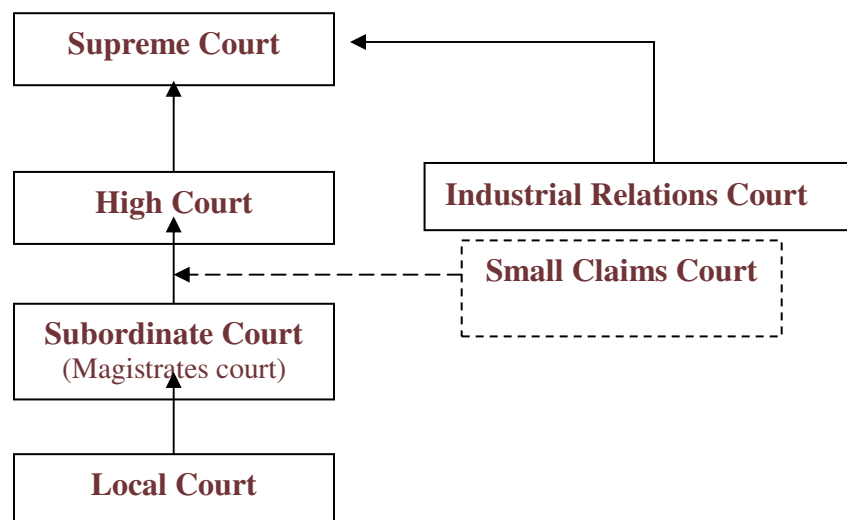 Supreme Court
High Court
Industrial Relations Court
Small Claims Court
Subordinate Court
(Magistrates court)
Local Court